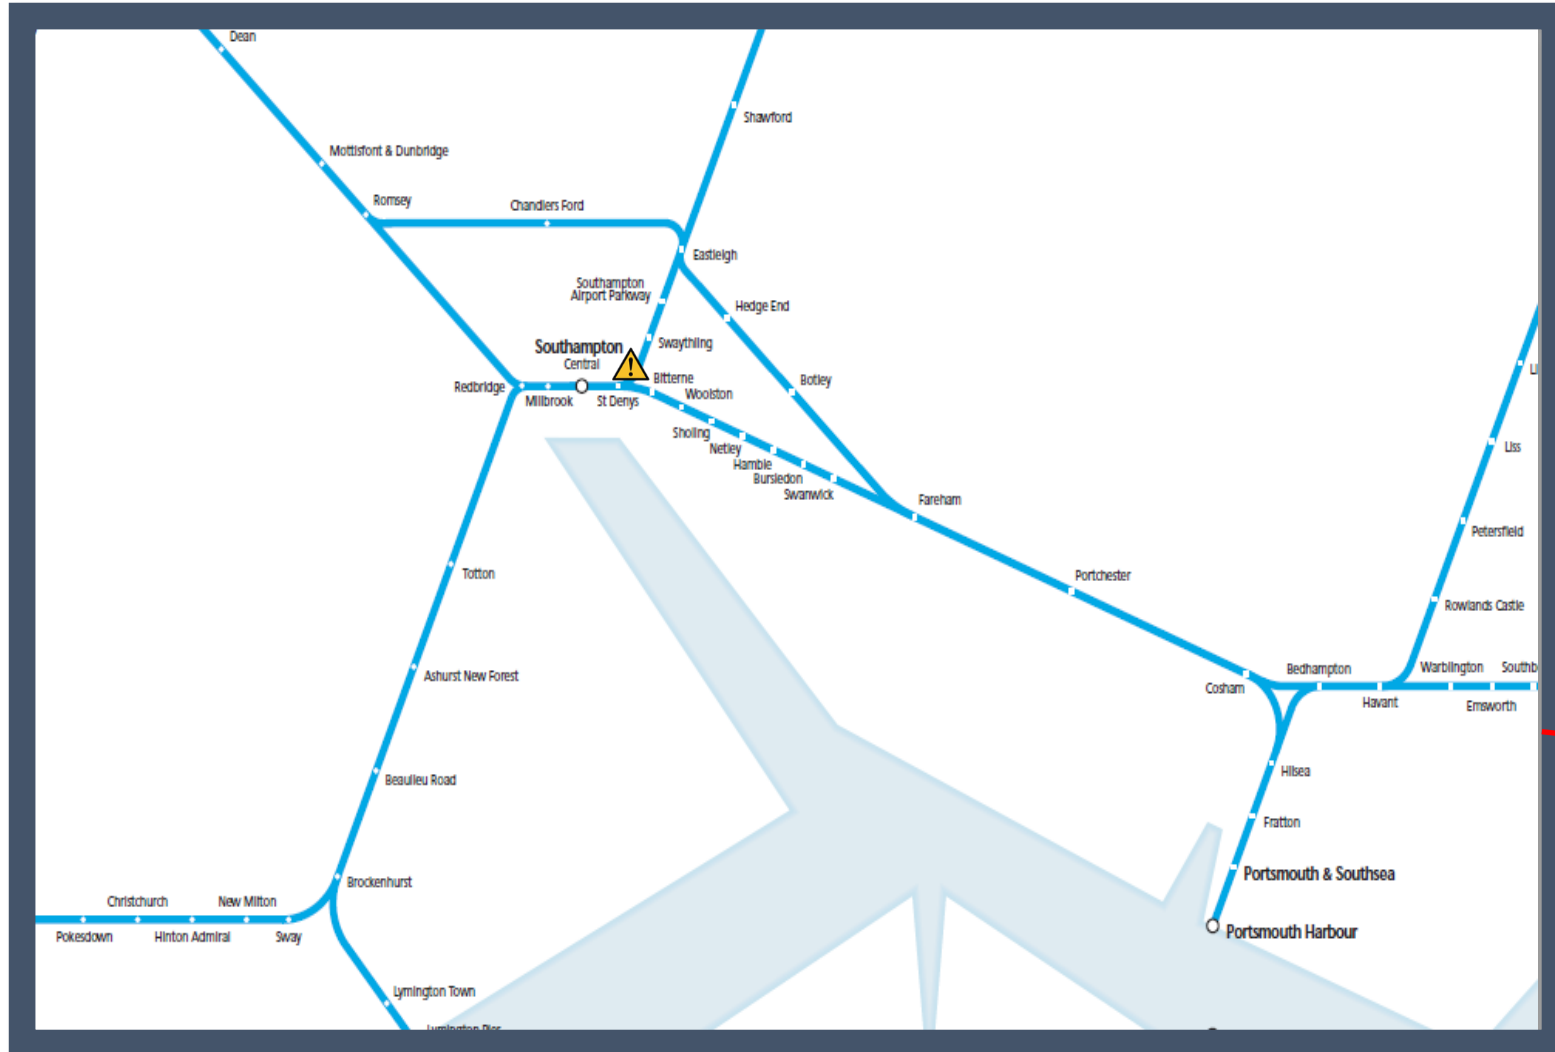 Dean
Shawford
Mottisfont & Dunbridge
Romsey
Chandlers Ford
Eastleigh
Southampton
Airport Parkway
Hedge End
Southampton
Central
Swaythling
Redbridge
Millbrook
St Denys
Bitterne
Botley
Woolston
Sholing
Netley
Hamble
Bursledon
Swanwick
Fareham
Liss
Petersfield
Totton
Portchester
Rowlands Castle
Ashurst New Forest
Cosham
Bedhampton
Havant
Warblington
Emsworth
Beaulieu Road
Hilsea
Fratton
Portsmouth & Southsea
Portsmouth Harbour
Brockenhurst
Christchurch
New Milton
Pokesdown
Hinton Admiral
Sway
Lymington Town
Lymington Pier